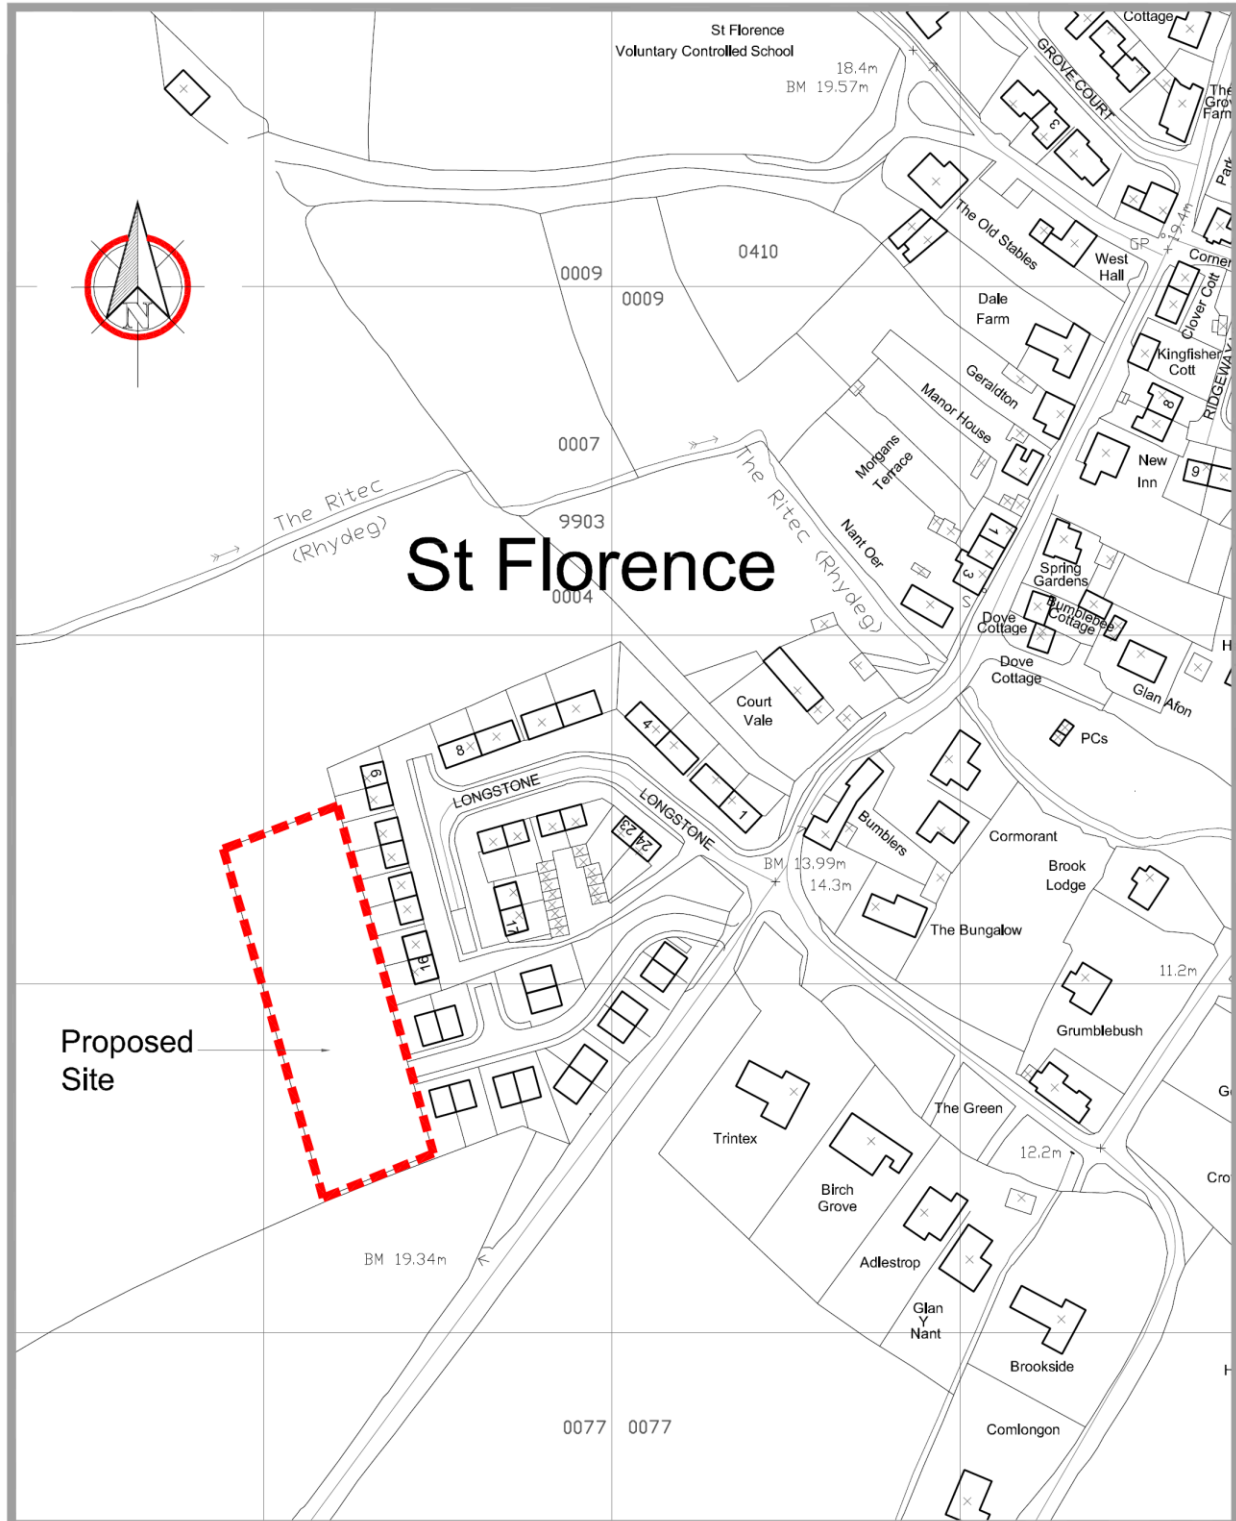 Cottage
St Florence
Voluntary Controlled School
18.4m
BM 19.57m
GROVE COURT
3
The
Grove
Farm
Park
The Old Stables
19.4m
GP
West
Hall
Corner
0410
0009
0009
Dale
Farm
Clover Cott
N
Kingfisher
Cott
RIDGEWAY
Geraldton
Manor House
8
Morgans
Terrace
New
Inn
9
0007
The Ritec
(Rhydeg)
The Ritec (Rhydeg)
9903
St Florence
0004
Nant Oer
1
3
S
Spring
Gardens
Bumblebee
Cottage
Dove
Cottage
Dove
Cottage
Glan Afon
H
Court
Vale
PCs
4
8
9
1
LONGSTONE
LONGSTONE
24 23
Bumblers
Cormorant
BM 13.99m
14.3m
Brook
Lodge
The Bungalow
17
16
11.2m
Grumblebush
Proposed
Site
The Green
Trintex
12.2m
Birch
Grove
Cro
Adlestrop
BM 19.34m
Glan
Y
Nant
Brookside
H
0077
0077
Comlongon